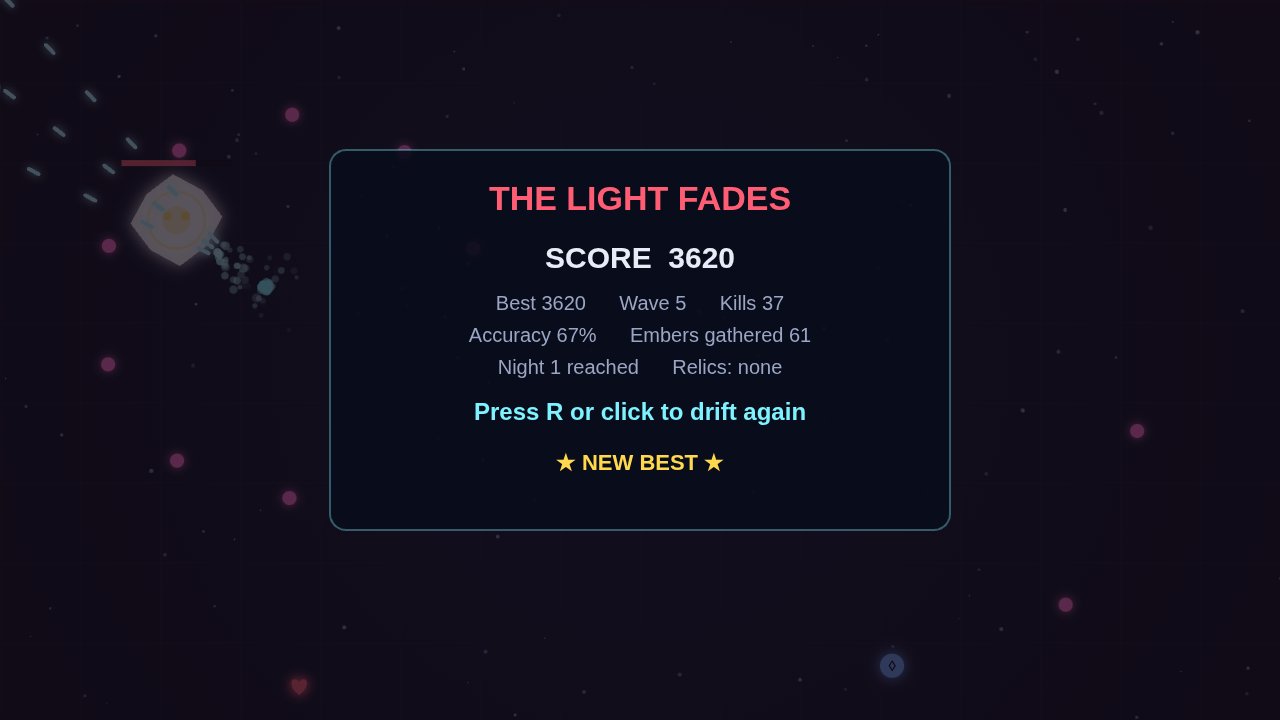 THE LIGHT FADES
SCORE 3620
Best 3620 Wave 5 Kills 37
Accuracy 67% Embers gathered 61
Night 1 reached Relics: none
Press R or click to drift again
★ NEW BEST ★